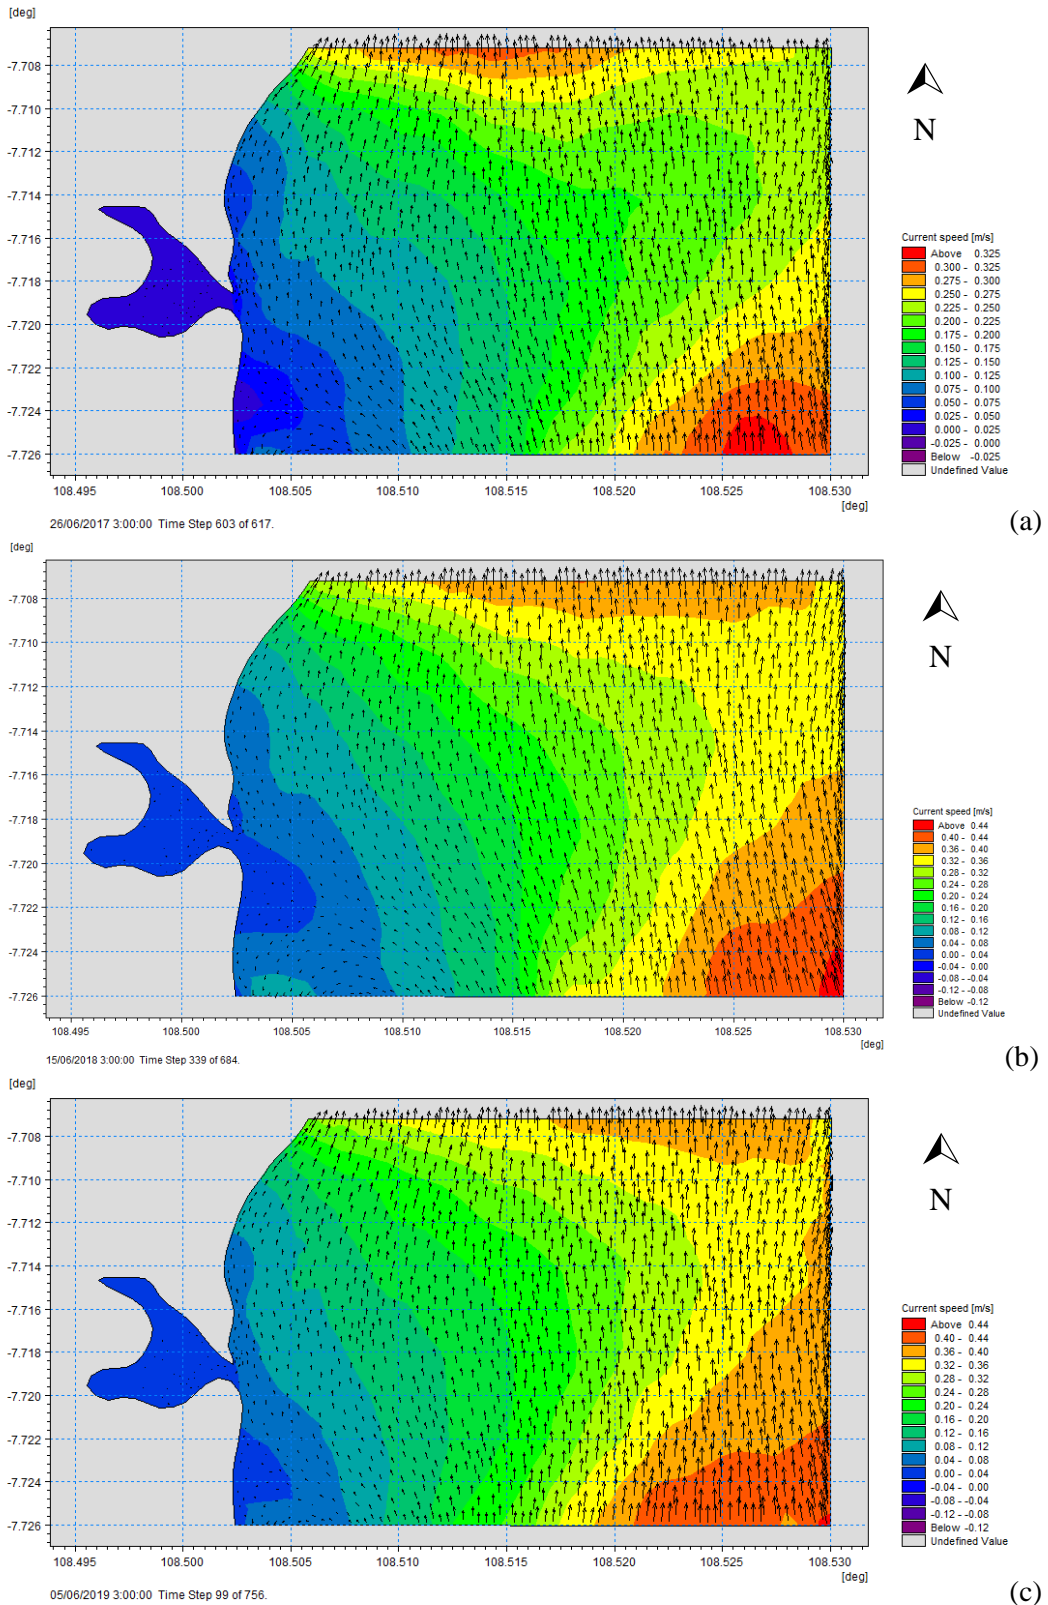 [deg]
-7.708
-7.710
-7.712
-7.714
-7.716
-7.718
-7.720
-7.722
-7.724
-7.726
108.495 108.500 108.505 108.510 108.515 108.520 108.525 108.530
[deg]
26/06/2017 3:00:00 Time Step 603 of 617.
N
Current speed [m/s]
Above 0.325
0.300 - 0.325
0.275 - 0.300
0.250 - 0.275
0.225 - 0.250
0.200 - 0.225
0.175 - 0.200
0.150 - 0.175
0.125 - 0.150
0.100 - 0.125
0.075 - 0.100
0.050 - 0.075
0.025 - 0.050
0.000 - 0.025
-0.025 - 0.000
Below -0.025
Undefined Value
(a)
[deg]
-7.708
-7.710
-7.712
-7.714
-7.716
-7.718
-7.720
-7.722
-7.724
-7.726
108.495 108.500 108.505 108.510 108.515 108.520 108.525 108.530
[deg]
15/06/2018 3:00:00 Time Step 339 of 684.
N
Current speed [m/s]
Above 0.44
0.40 - 0.44
0.36 - 0.40
0.32 - 0.36
0.28 - 0.32
0.24 - 0.28
0.20 - 0.24
0.16 - 0.20
0.12 - 0.16
0.08 - 0.12
0.04 - 0.08
0.00 - 0.04
-0.04 - 0.00
-0.08 - -0.04
-0.12 - -0.08
Below -0.12
Undefined Value
(b)
[deg]
-7.708
-7.710
-7.712
-7.714
-7.716
-7.718
-7.720
-7.722
-7.724
-7.726
108.495 108.500 108.505 108.510 108.515 108.520 108.525 108.530
[deg]
05/06/2019 3:00:00 Time Step 99 of 756.
N
Current speed [m/s]
Above 0.44
0.40 - 0.44
0.36 - 0.40
0.32 - 0.36
0.28 - 0.32
0.24 - 0.28
0.20 - 0.24
0.16 - 0.20
0.12 - 0.16
0.08 - 0.12
0.04 - 0.08
0.00 - 0.04
-0.04 - 0.00
-0.08 - -0.04
-0.12 - -0.08
Below -0.12
Undefined Value
(c)